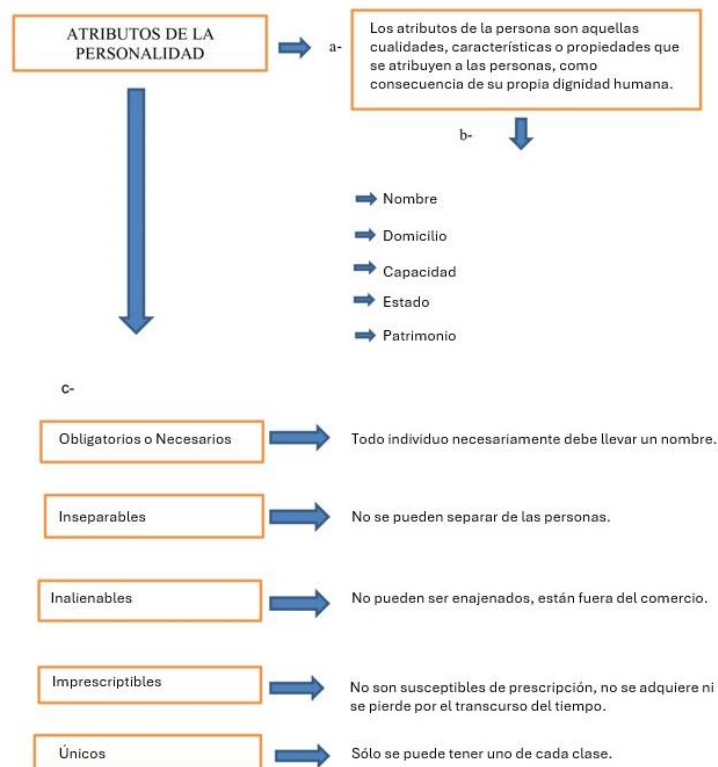 ATRIBUTOS DE LA
PERSONALIDAD
a-
Los atributos de la persona son aquellas
cualidades, características o propiedades que
se atribuyen a las personas, como
consecuencia de su propia dignidad humana.
b-
Nombre
Domicilio
Capacidad
Estado
Patrimonio
c-
Obligatorios o Necesarios
Todo individuo necesariamente debe llevar un nombre.
Inseparables
No se pueden separar de las personas.
Inalienables
No pueden ser enajenados, están fuera del comercio.
Imprescriptibles
No son susceptibles de prescripción, no se adquiere ni
se pierde por el transcurso del tiempo.
Únicos
Sólo se puede tener uno de cada clase.